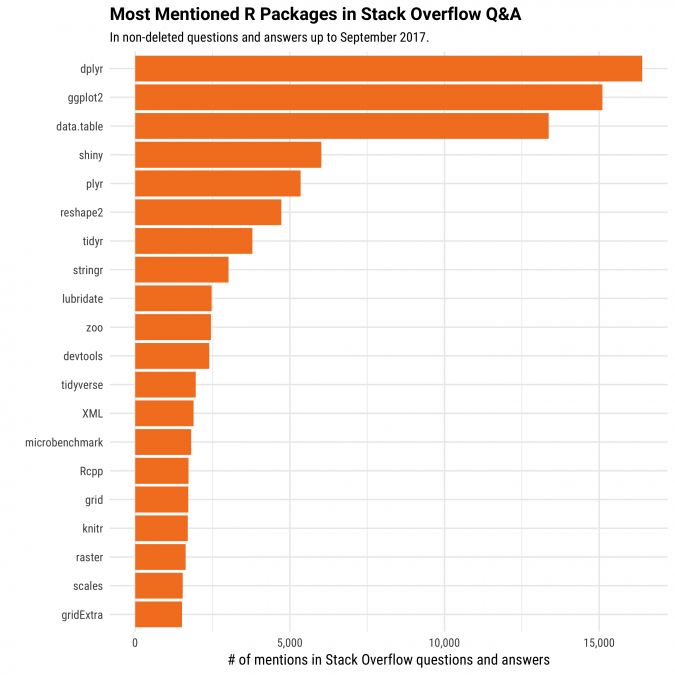 Most Mentioned R Packages in Stack Overflow Q&A
In non-deleted questions and answers up to September 2017.
dplyr
ggplot2
data.table
shiny
plyr
reshape2
tidyr
stringr
lubridate
zoo
devtools
tidyverse
XML
microbenchmark
Rcpp
grid
knitr
raster
scales
gridExtra
0 5,000 10,000 15,000
# of mentions in Stack Overflow questions and answers